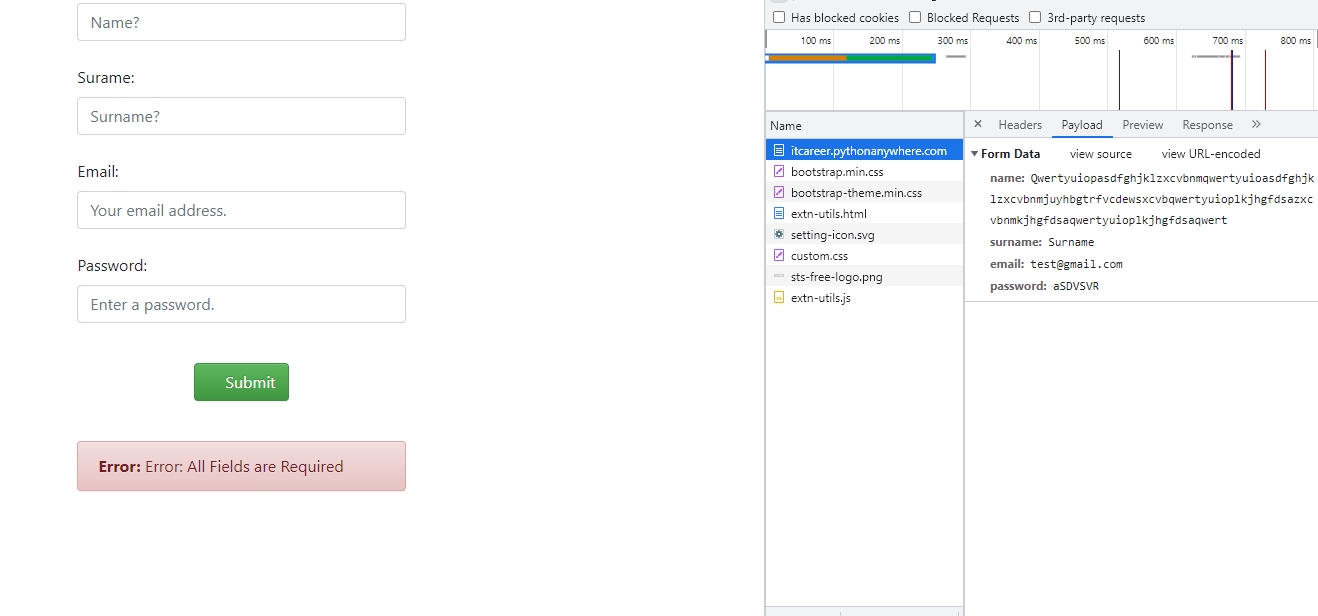 Name?
Surame:
Surname?
Email:
Your email address.
Password:
Enter a password.
Submit
Error: Error: All Fields are Required
Has blocked cookies Blocked Requests 3rd-party requests
100 ms 200 ms 300 ms 400 ms 500 ms 600 ms 700 ms 800 ms
Name
itcareer.pythonanywhere.com
bootstrap.min.css
bootstrap-theme.min.css
extn-utils.html
setting-icon.svg
custom.css
sts-free-logo.png
extn-utils.js
× Headers Payload Preview Response »
Form Data view source view URL-encoded
name: Qwertyuiopasdfghjklzxcvbnmqwertyuioasdfghjk
lzxcvbnmjuyhbgtrfvcdewsxcvbqwertyuioplkjhgfdsazxc
vbnmkjhgfdsaqwertyuioplkjhgfdsaqwert
surname: Surname
email: test@gmail.com
password: aSDVSVR